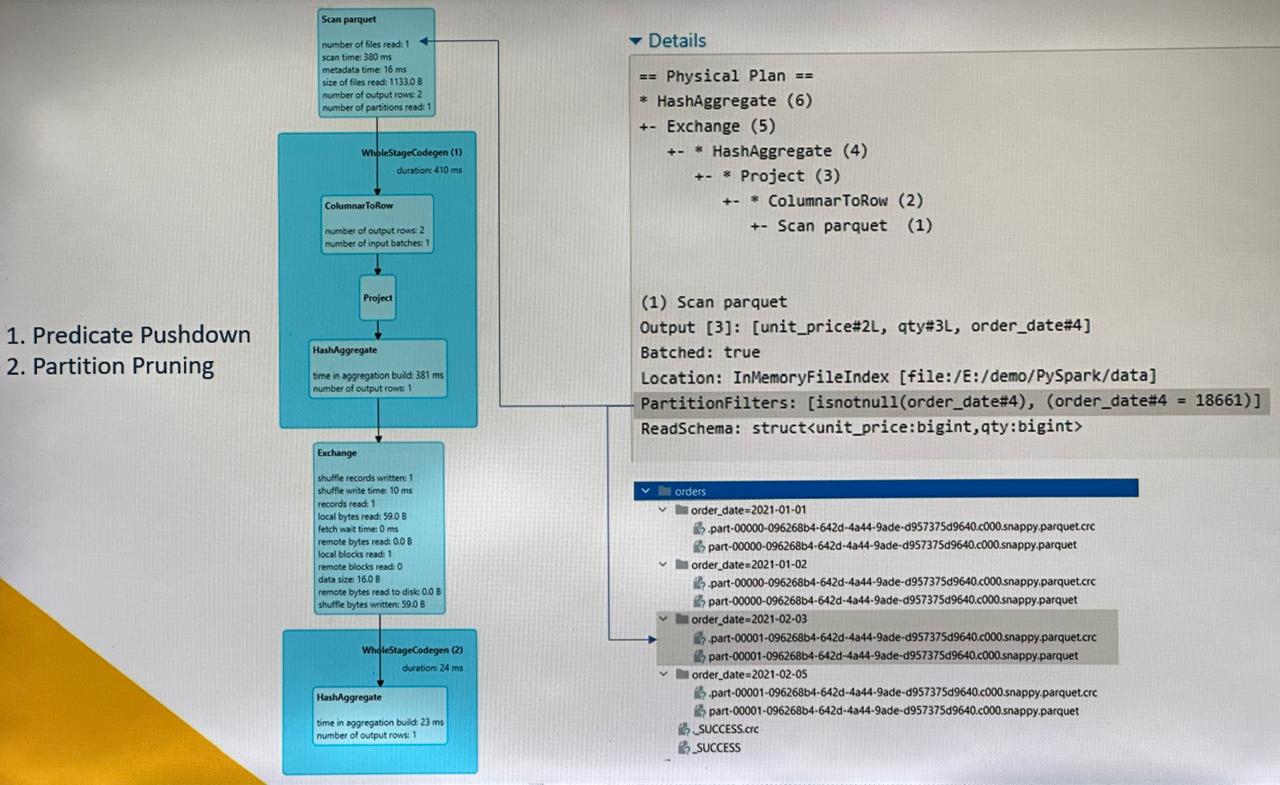 1. Predicate Pushdown
2. Partition Pruning
Scan parquet
number of files read: 1
scan time: 380 ms
metadata time: 16 ms
size of files read: 1133.0 B
number of output rows: 2
number of partitions read: 1
WholeStageCodegen (1)
duration: 410 ms
ColumnarToRow
number of output rows: 2
number of input batches: 1
Project
HashAggregate
time in aggregation build: 381 ms
number of output rows: 1
Exchange
shuffle records written: 1
shuffle write time: 10 ms
records read: 1
local bytes read: 59.0 B
fetch wait time: 0 ms
remote bytes read: 0.0 B
local blocks read: 1
remote blocks read: 0
data size: 16.0 B
remote bytes read to disk: 0.0 B
shuffle bytes written: 59.0 B
WholeStageCodegen (2)
duration: 24 ms
HashAggregate
time in aggregation build: 23 ms
number of output rows: 1
Details
== Physical Plan ==
* HashAggregate (6)
+- Exchange (5)
+- * HashAggregate (4)
+- * Project (3)
+- * ColumnarToRow (2)
+- Scan parquet (1)
(1) Scan parquet
Output [3]: [unit_price#2L, qty#3L, order_date#4]
Batched: true
Location: InMemoryFileIndex [file:/E:/demo/PySpark/data]
PartitionFilters: [isnotnull(order_date#4), (order_date#4 = 18661)]
ReadSchema: struct<unit_price:bigint,qty:bigint>
orders
order_date=2021-01-01
.part-00000-096268b4-642d-4a44-9ade-d957375d9640.c000.snappy.parquet.crc
part-00000-096268b4-642d-4a44-9ade-d957375d9640.c000.snappy.parquet
order_date=2021-01-02
.part-00000-096268b4-642d-4a44-9ade-d957375d9640.c000.snappy.parquet.crc
part-00000-096268b4-642d-4a44-9ade-d957375d9640.c000.snappy.parquet
order_date=2021-02-03
.part-00001-096268b4-642d-4a44-9ade-d957375d9640.c000.snappy.parquet.crc
part-00001-096268b4-642d-4a44-9ade-d957375d9640.c000.snappy.parquet
order_date=2021-02-05
.part-00001-096268b4-642d-4a44-9ade-d957375d9640.c000.snappy.parquet.crc
part-00001-096268b4-642d-4a44-9ade-d957375d9640.c000.snappy.parquet
._SUCCESS.crc
_SUCCESS